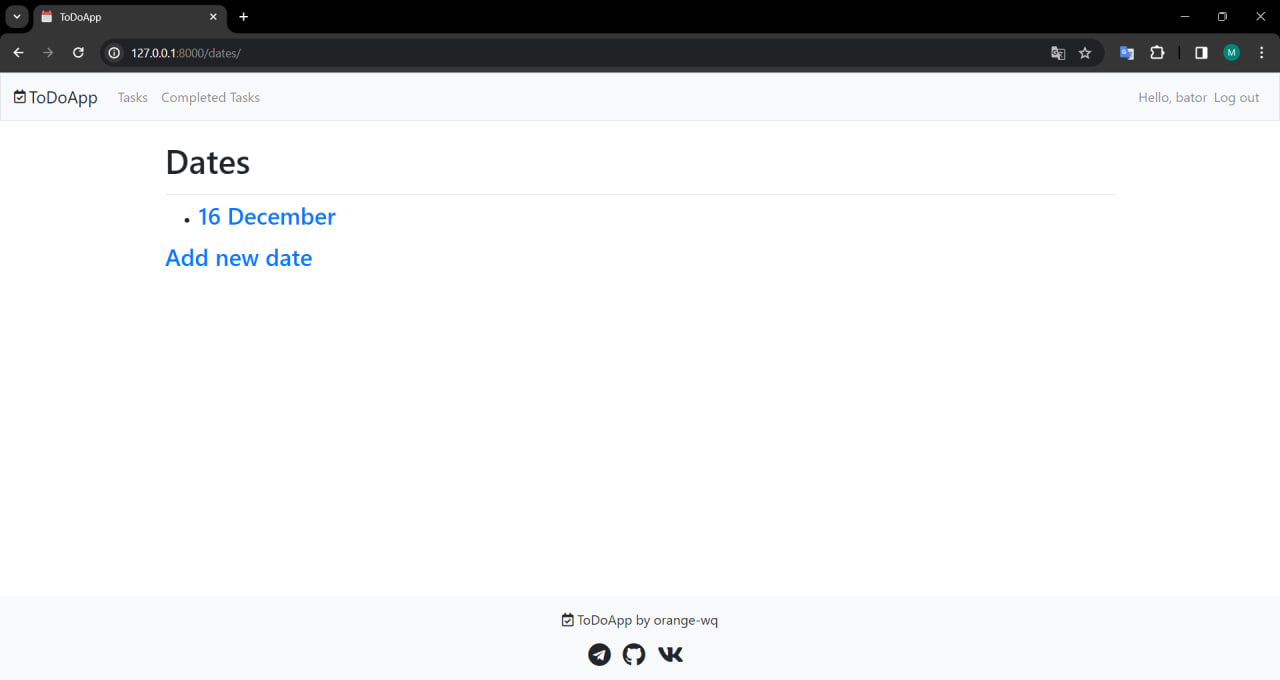 ToDoApp
127.0.0.1:8000/dates/
M
ToDoApp Tasks Completed Tasks Hello, bator Log out
Dates
16 December
Add new date
ToDoApp by orange-wq